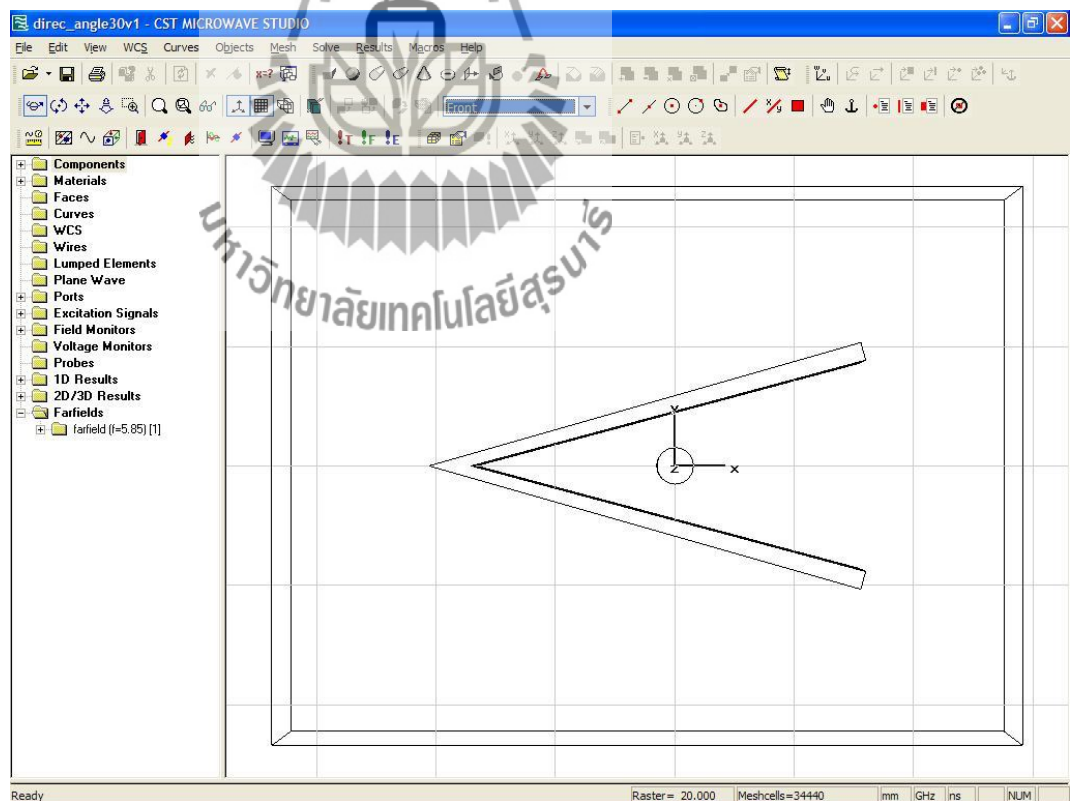 direc_angle30v1 - CST MICROWAVE STUDIO
File Edit View WCS Curves Objects Mesh Solve Results Macros Help
x=?
Front
T F E
Components
Materials
Faces
Curves
WCS
Wires
Lumped Elements
Plane Wave
Ports
Excitation Signals
Field Monitors
Voltage Monitors
Probes
1D Results
2D/3D Results
Farfields
farfield (f=5.85) [1]
มหาวิทยาลัยเทคโนโลยีสุรนารี
Y
Z
x
Ready
Raster= 20.000
Meshcells=34440
mm
GHz
ns
NUM